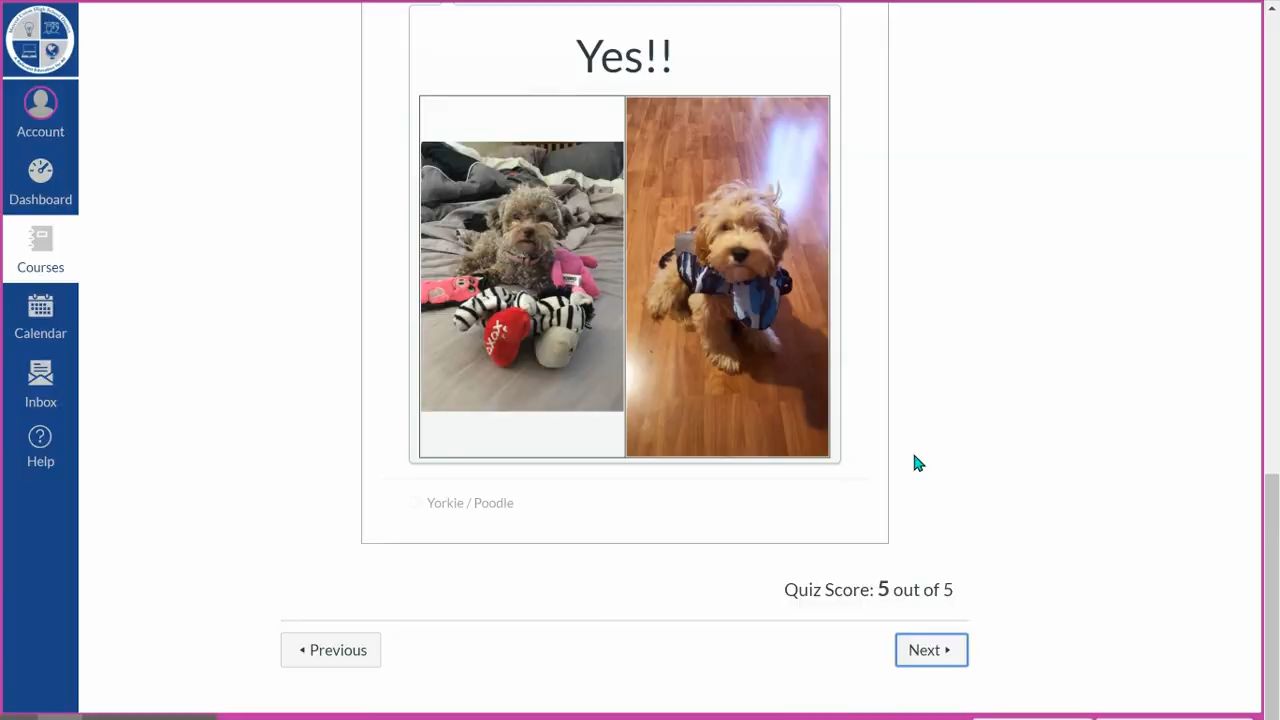 Yes!!
Account
Dashboard
Courses
Calendar
Inbox
Help
XOXO
Yorkie / Poodle
Quiz Score: 5 out of 5
Previous
Next